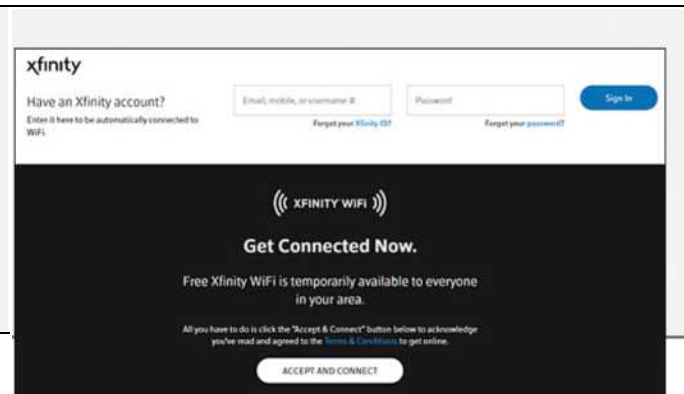 xfinity
Have an Xfinity account?
Enter it here to be automatically connected to
WiFi.
Email, mobile, or username #
Forgot your Xfinity ID?
Password
Forgot your password?
Sign In
XFINITY WIFI
Get Connected Now.
Free Xfinity WiFi is temporarily available to everyone
in your area.
All you have to do is click the "Accept & Connect" button below to acknowledge
you've read and agreed to the Terms & Conditions to get online.
ACCEPT AND CONNECT